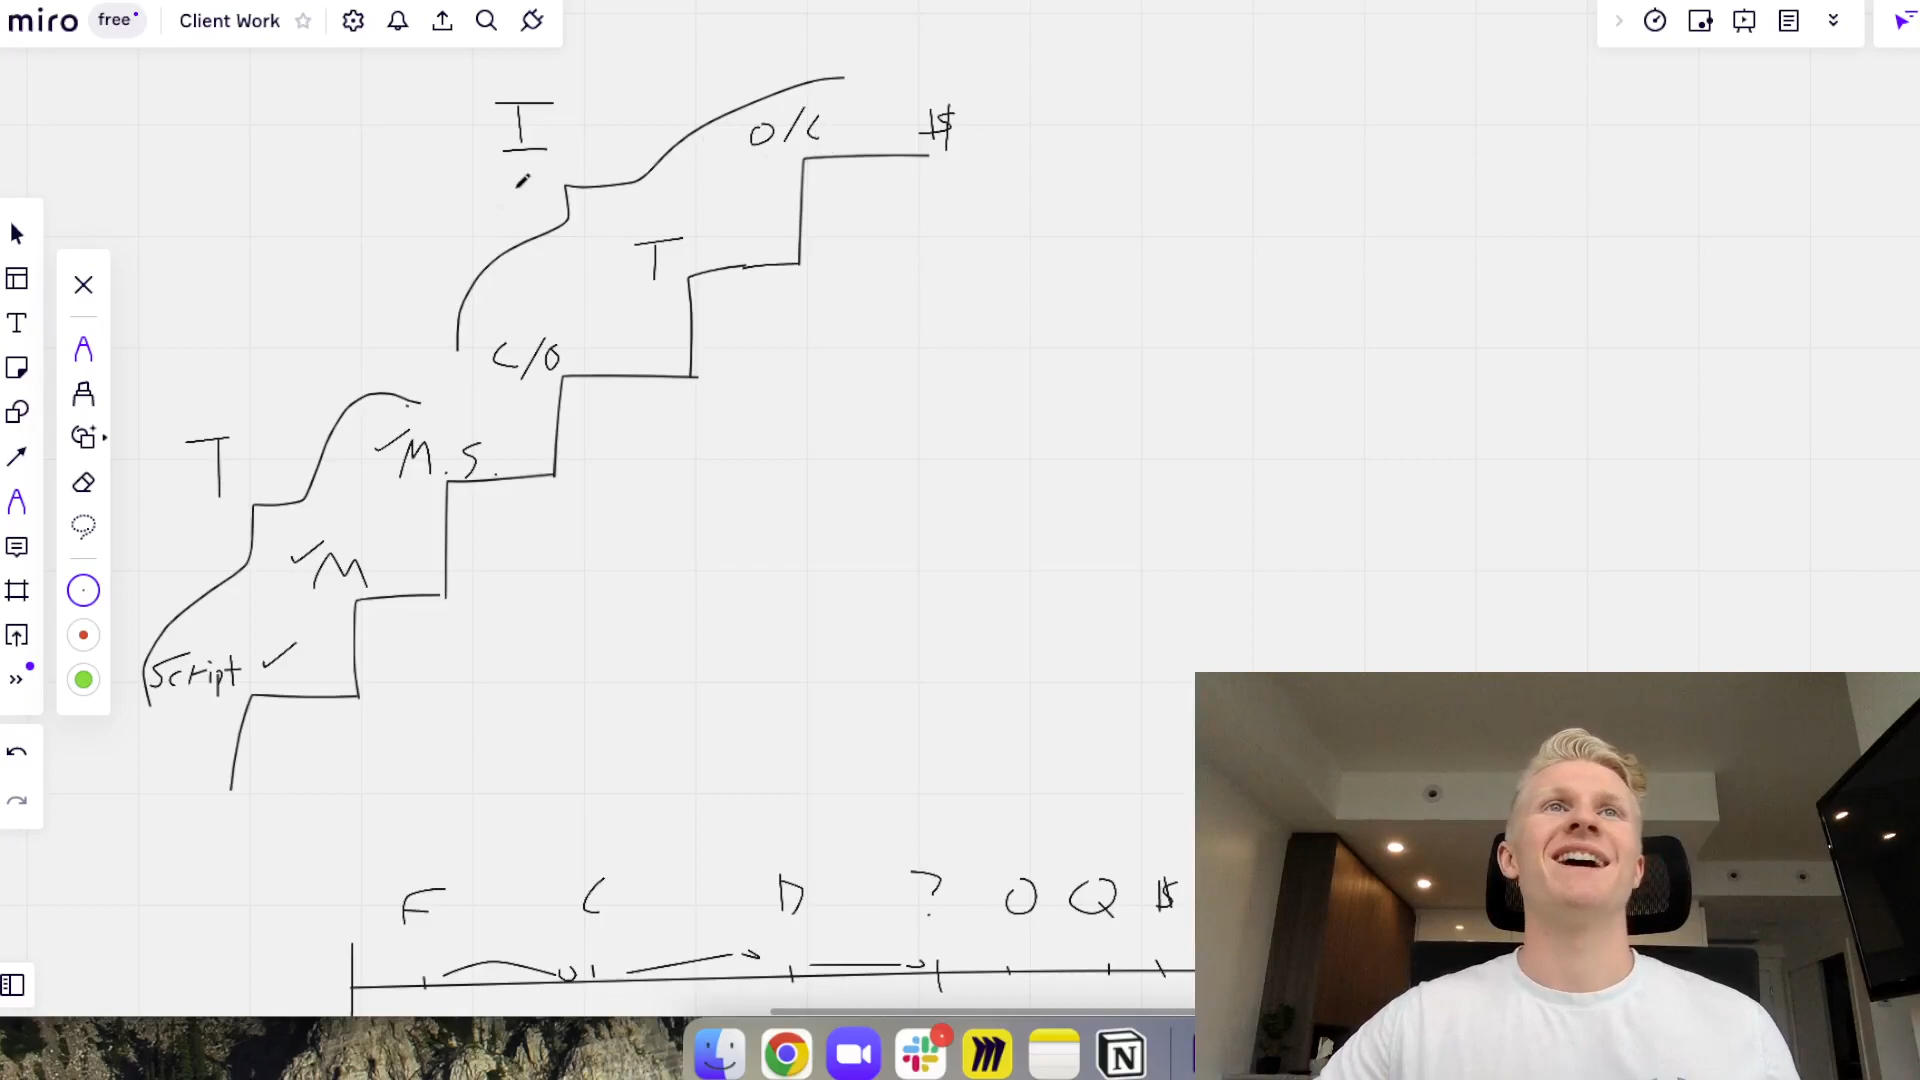 miro free Client Work
T
O/C $
T
C/O
T
✓M.S.
✓M
Script ✓
F C D ? O Q $